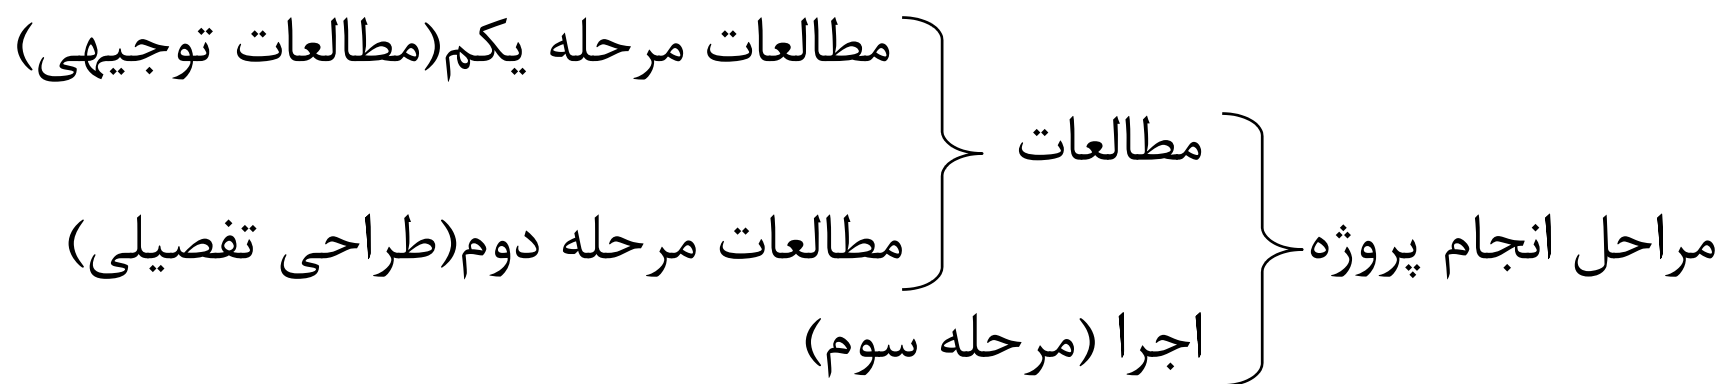 مراحل انجام پروژه
مطالعات
مطالعات مرحله یکم(مطالعات توجیهی)
مطالعات مرحله دوم(طراحی تفصیلی)
اجرا (مرحله سوم)